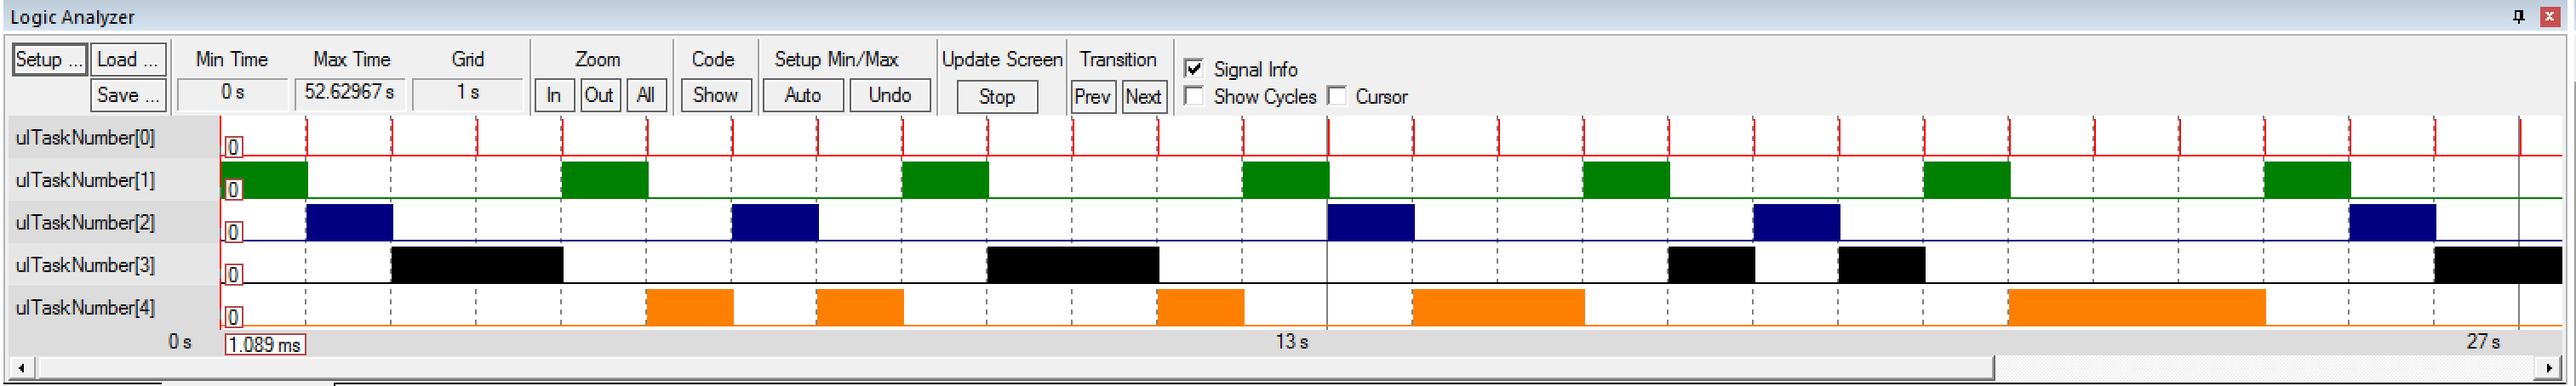 Logic Analyzer
Setup ... Load ... Min Time Max Time Grid Zoom Code Setup Min/Max Update Screen Transition Signal Info
Save ... 0 s 52.62967 s 1 s In Out All Show Auto Undo Stop Prev Next Show Cycles Cursor
ulTaskNumber[0] 0
ulTaskNumber[1] 0
ulTaskNumber[2] 0
ulTaskNumber[3] 0
ulTaskNumber[4] 0
0 s 1.089 ms 13 s 27 s